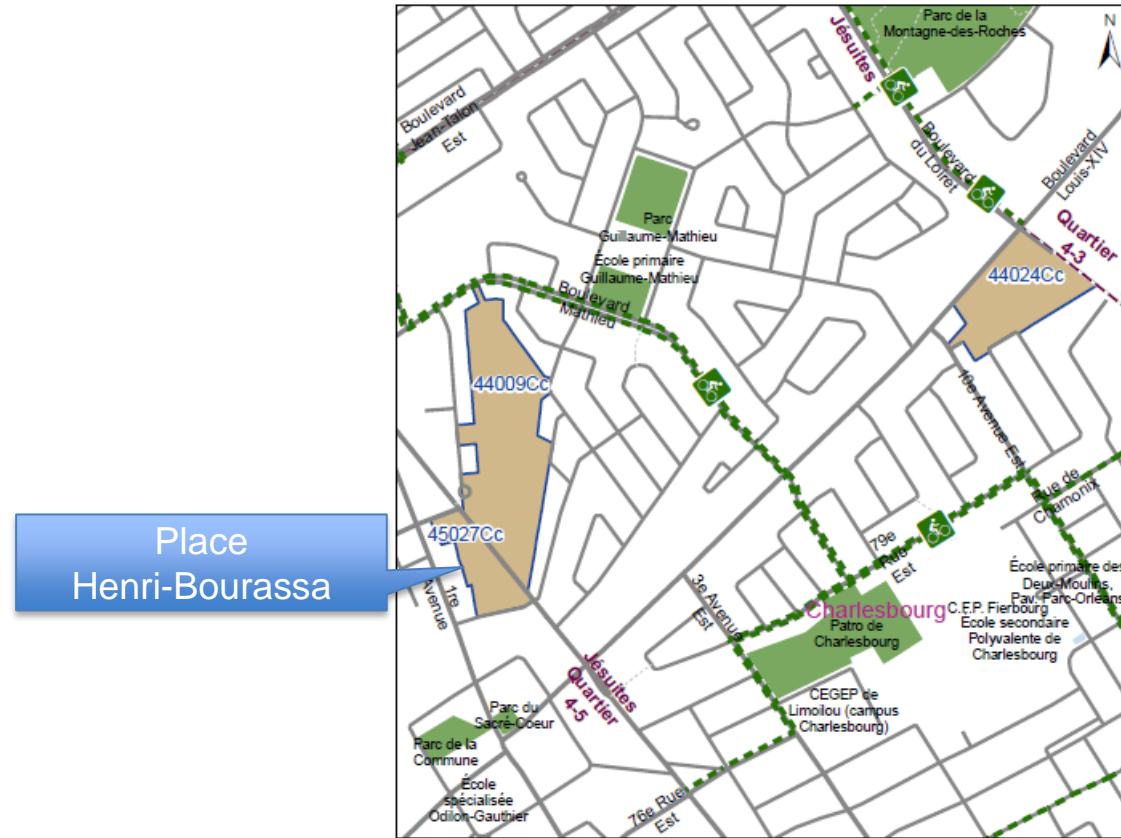 Parc de la
Montagne-des-Roches
N
Jésuites
Boulevard
Jean-Talon
Est
Boulevard
du Loiret
Boulevard
Louis-XIV
Quartier
4-3
Parc
Guillaume-Mathieu
École primaire
Guillaume-Mathieu
44024Cc
Boulevard
Mathieu
44009Cc
10e Avenue Est
Rue de
Chamonix
45027Cc
Place
Henri-Bourassa
1re
Avenue
79e
Rue
Est
3e Avenue
Est
École primaire des
Deux-Moulins,
Pav. Parc-Orléans
Charlesbourg
C.F.P. Fierbourg
École secondaire
Polyvalente de
Charlesbourg
Patro de
Charlesbourg
Jésuites
Quartier
4-5
CEGEP de
Limoilou (campus
Charlesbourg)
Parc du
Sacré-Coeur
Parc de la
Commune
École
spécialisée
Odilon-Gauthier
76e Rue
Est